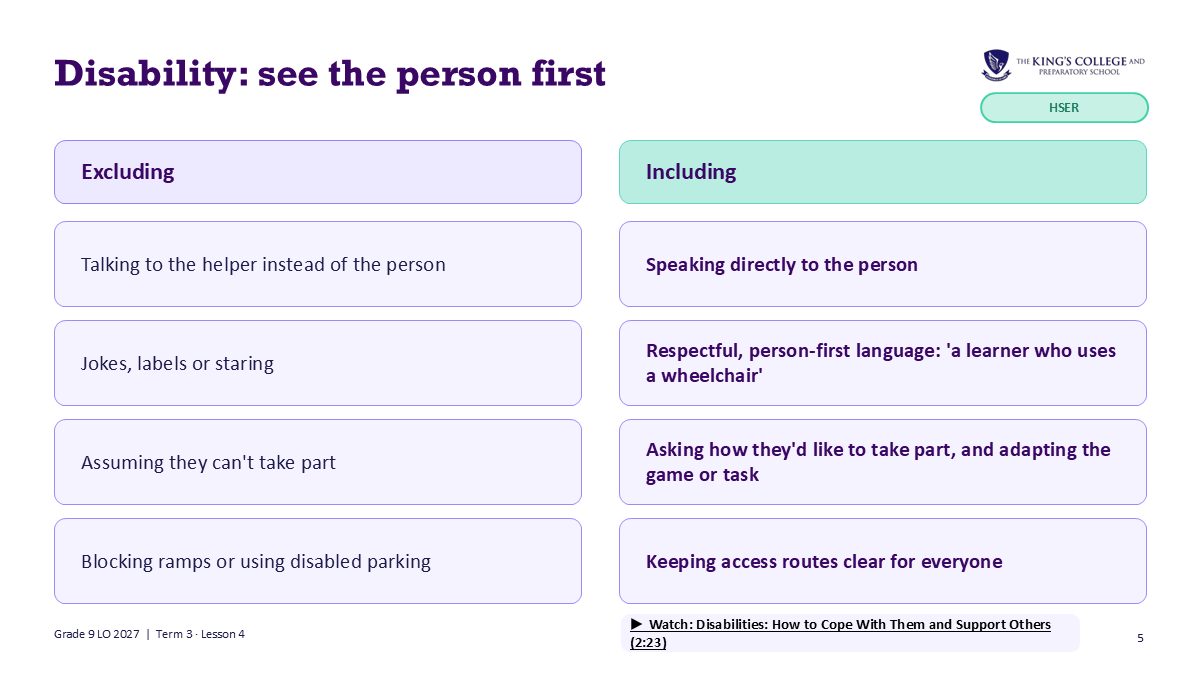 Disability: see the person first
THE KING'S COLLEGE AND
PREPARATORY SCHOOL
HSER
Excluding
Including
Talking to the helper instead of the person
Speaking directly to the person
Jokes, labels or staring
Respectful, person-first language: 'a learner who uses
a wheelchair'
Assuming they can't take part
Asking how they'd like to take part, and adapting the
game or task
Blocking ramps or using disabled parking
Keeping access routes clear for everyone
Grade 9 LO 2027 | Term 3 · Lesson 4
▶ Watch: Disabilities: How to Cope With Them and Support Others
(2:23)
5